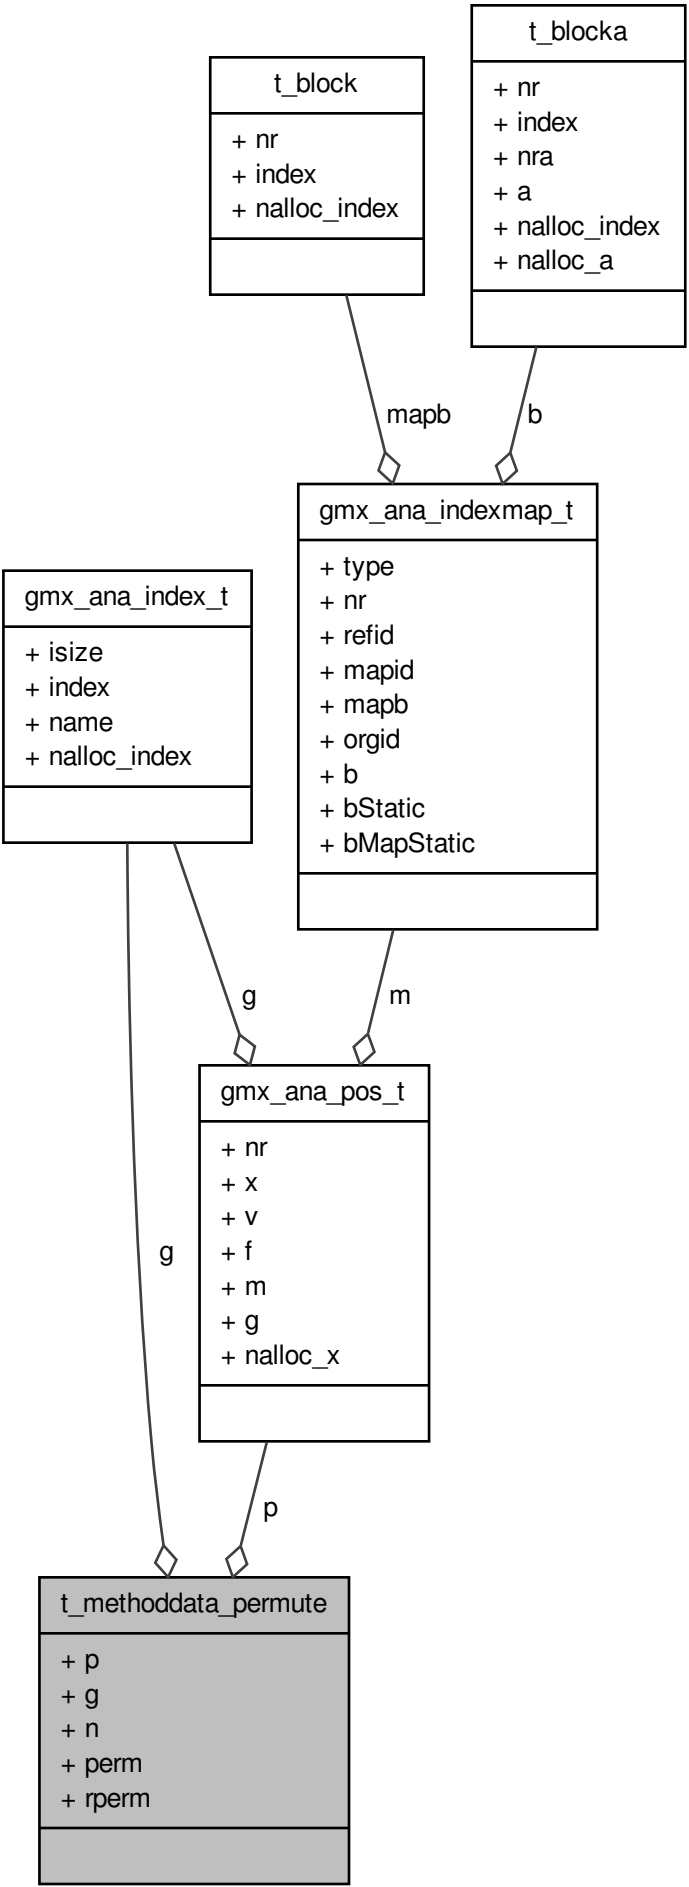 t_block
+ nr
+ index
+ nalloc_index
t_blocka
+ nr
+ index
+ nra
+ a
+ nalloc_index
+ nalloc_a
mapb
b
gmx_ana_indexmap_t
+ type
+ nr
+ refid
+ mapid
+ mapb
+ orgid
+ b
+ bStatic
+ bMapStatic
gmx_ana_index_t
+ isize
+ index
+ name
+ nalloc_index
g
m
gmx_ana_pos_t
+ nr
+ x
+ v
+ f
+ m
+ g
+ nalloc_x
g
p
t_methoddata_permute
+ p
+ g
+ n
+ perm
+ rperm